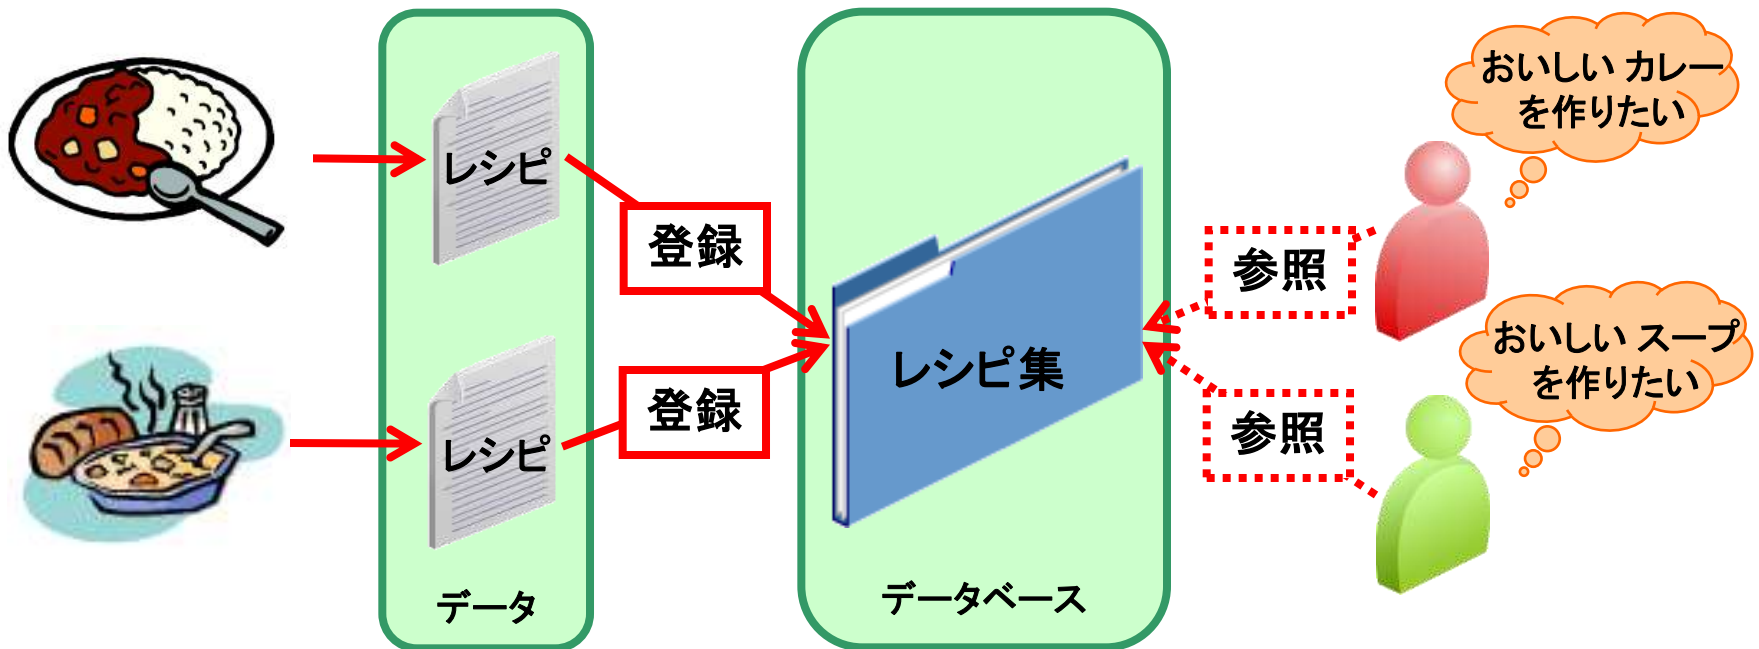 レシピ
レシピ
データ
登録
登録
レシピ集
データベース
参照
参照
おいしい カレー
を作りたい
おいしい スープ
を作りたい